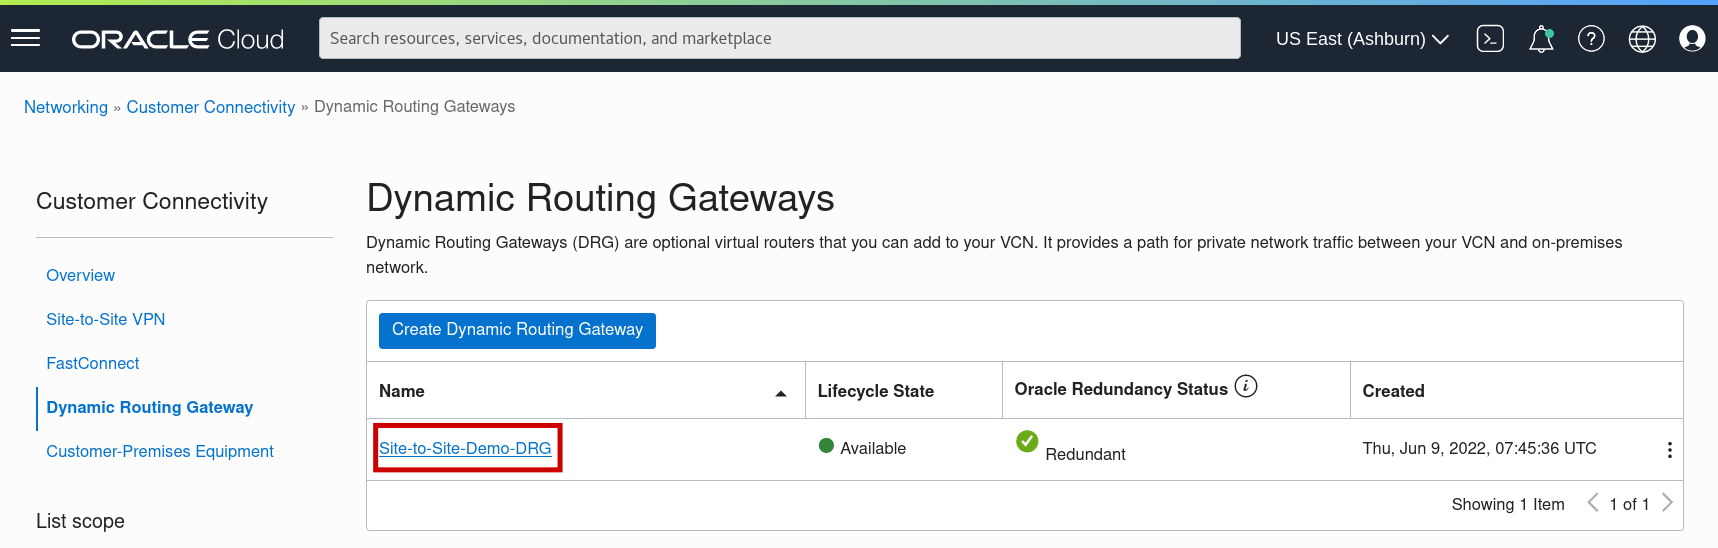 ORACLE Cloud
Search resources, services, documentation, and marketplace
US East (Ashburn)
Networking » Customer Connectivity » Dynamic Routing Gateways
Customer Connectivity
Overview
Site-to-Site VPN
FastConnect
Dynamic Routing Gateway
Customer-Premises Equipment
List scope
Dynamic Routing Gateways
Dynamic Routing Gateways (DRG) are optional virtual routers that you can add to your VCN. It provides a path for private network traffic between your VCN and on-premises
network.
Create Dynamic Routing Gateway
Name Lifecycle State Oracle Redundancy Status Created
Site-to-Site-Demo-DRG Available Redundant Thu, Jun 9, 2022, 07:45:36 UTC
Showing 1 Item 1 of 1